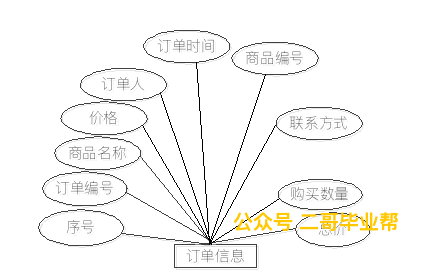 订单时间
商品编号
订单人
价格
联系方式
商品名称
订单编号
购买数量
公众号 二哥毕业帮
序号
总价
订单信息